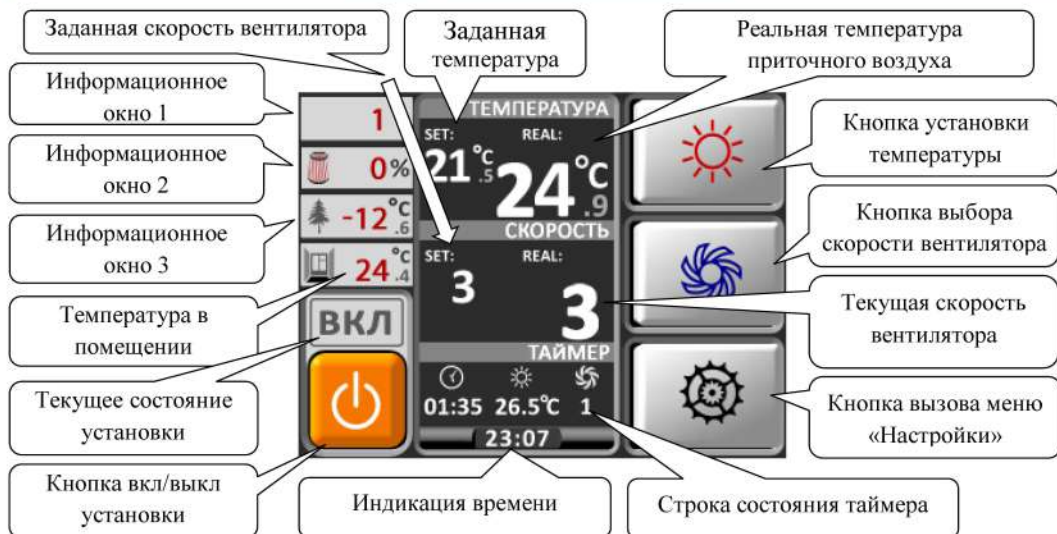 Заданная скорость вентилятора
Заданная
температура
Реальная температура
приточного воздуха
Информационное
окно 1
Информационное
окно 2
Информационное
окно 3
Температура в
помещении
Текущее состояние
установки
Кнопка вкл/выкл
установки
1
0%
-12°C
.6
24°C
.4
ВКЛ
ТЕМПЕРАТУРА
SET: REAL:
21°C
.5
24°C
.9
СКОРОСТЬ
SET: REAL:
3
3
ТАЙМЕР
01:35 26.5°C 1
23:07
Кнопка установки
температуры
Кнопка выбора
скорости вентилятора
Текущая скорость
вентилятора
Кнопка вызова меню
«Настройки»
Индикация времени
Строка состояния таймера